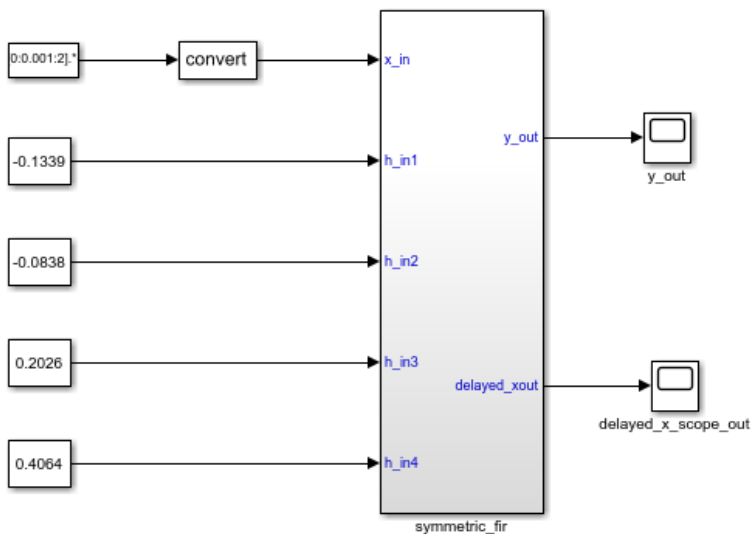 0:0.001:2].*
convert
x_in
y_out
y_out
-0.1339
h_in1
-0.0838
h_in2
0.2026
h_in3
delayed_xout
delayed_x_scope_out
0.4064
h_in4
symmetric_fir